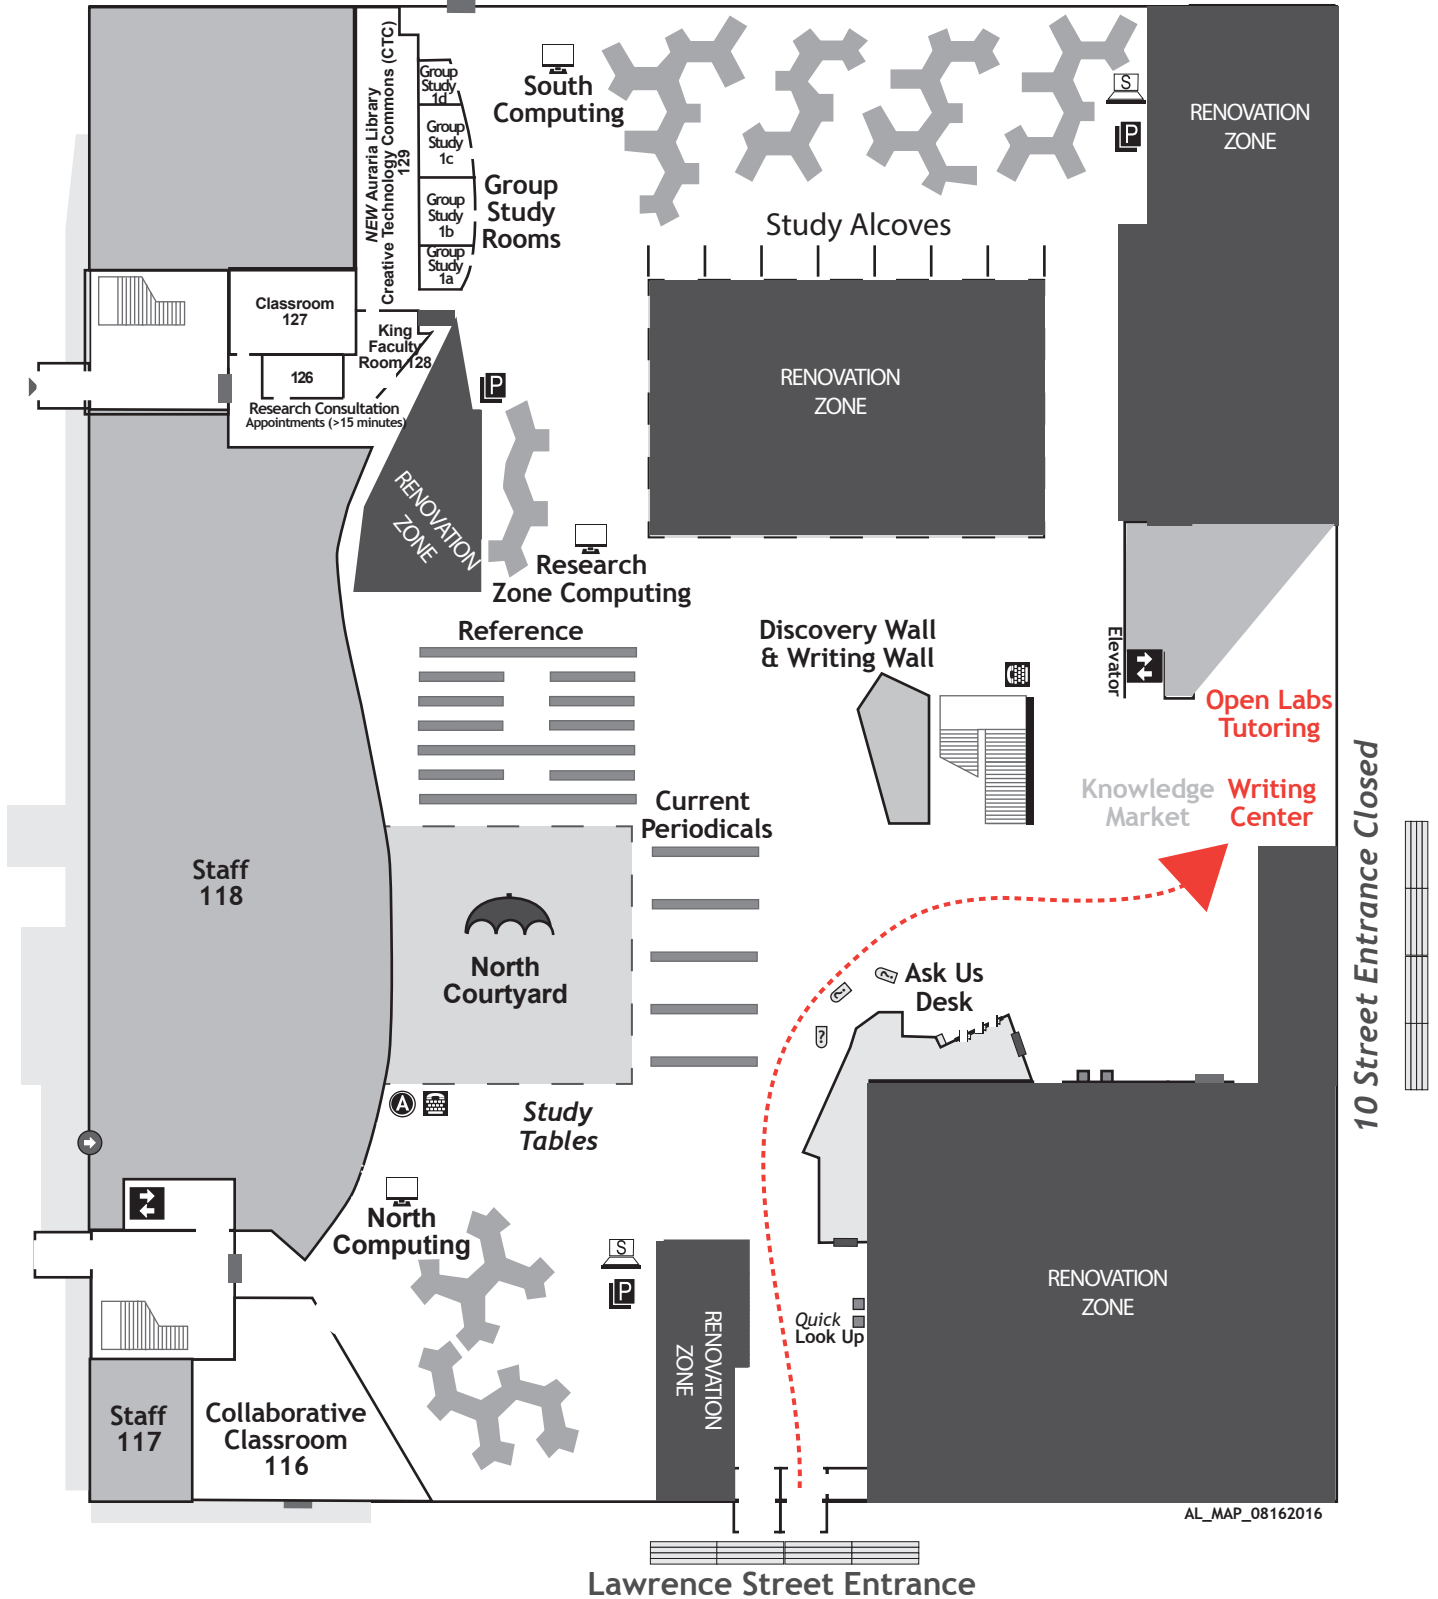 NEW Auraria Library
Creative Technology Commons (CTC)
129
Group
Study
1d
Group
Study
1c
Group
Study
1b
Group
Study
1a
Group
Study
Rooms
South
Computing
S
P
RENOVATION
ZONE
Study Alcoves
Classroom
127
King
Faculty
Room 128
126
Research Consultation
Appointments (>15 minutes)
P
RENOVATION
ZONE
RENOVATION
ZONE
Research
Zone Computing
Reference
Discovery Wall
& Writing Wall
Elevator
Open Labs
Tutoring
Knowledge
Market
Writing
Center
Current
Periodicals
Staff
118
North
Courtyard
Ask Us
Desk
?
?
?
10 Street Entrance Closed
A
Study
Tables
North
Computing
S
P
RENOVATION
ZONE
Quick
Look Up
RENOVATION
ZONE
Staff
117
Collaborative
Classroom
116
AL_MAP_08162016
Lawrence Street Entrance